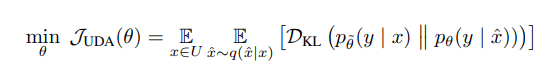 min_θ 𝒥_UDA(θ) = 𝔼_{x∈U} 𝔼_{x̂∼q(x̂|x)} [𝒟_KL (p_θ̃(y | x) ‖ p_θ(y | x̂)))]